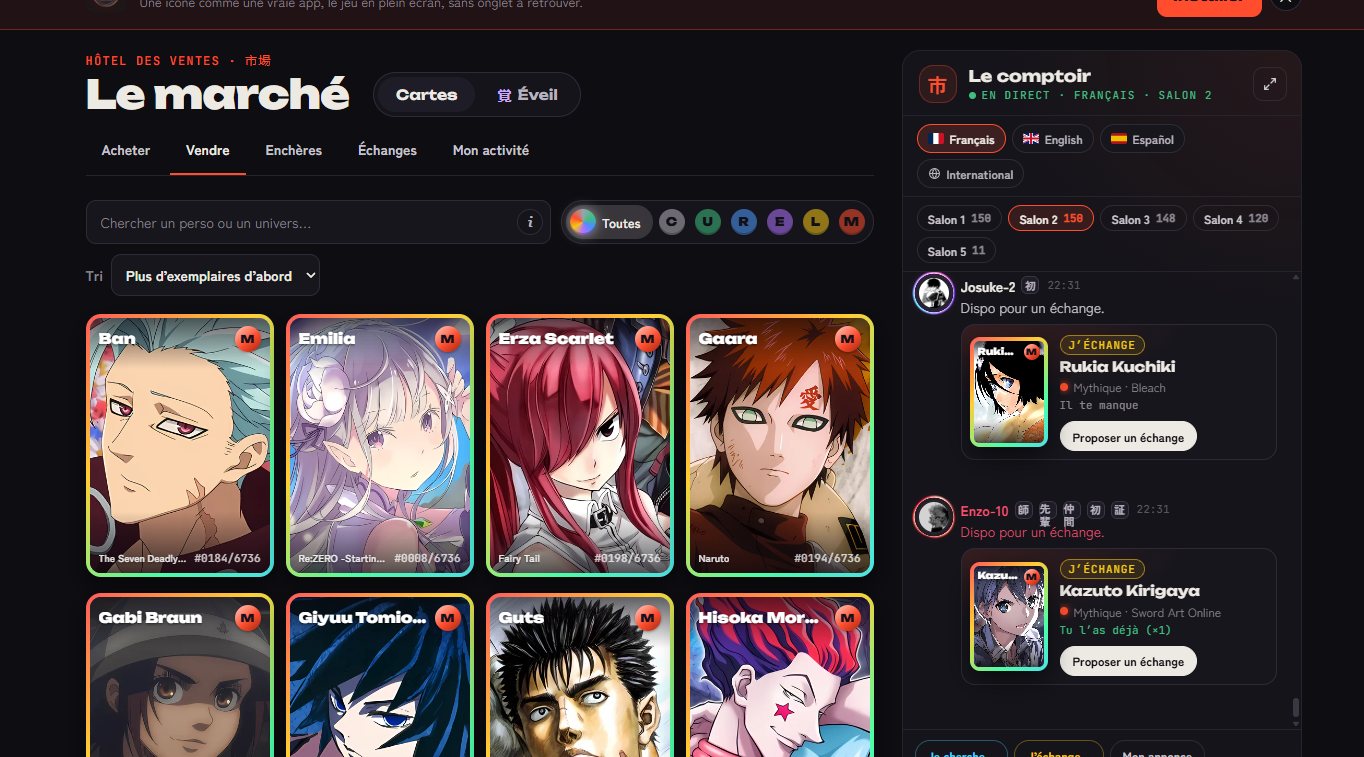 Une icône comme une vraie app, le jeu en plein écran, sans onglet à retrouver.
HÔTEL DES VENTES · 市場
Le marché
Cartes
覚 Éveil
Acheter
Vendre
Enchères
Échanges
Mon activité
Chercher un perso ou un univers…
i
Toutes
C
U
R
E
L
M
Tri
Plus d’exemplaires d’abord
Ban
M
The Seven Deadly…
#0184/6736
Emilia
M
Re:ZERO -Startin…
#0008/6736
Erza Scarlet
M
Fairy Tail
#0198/6736
Gaara
M
愛
Naruto
#0194/6736
Gabi Braun
M
Giyuu Tomio…
M
Guts
M
Hisoka Mor…
M
市
Le comptoir
EN DIRECT · FRANÇAIS · SALON 2
Français
English
Español
International
Salon 1 150
Salon 2 150
Salon 3 148
Salon 4 120
Salon 5 11
Josuke-2 初 22:31
Dispo pour un échange.
Ruki…
M
J’ÉCHANGE
Rukia Kuchiki
Mythique · Bleach
Il te manque
Proposer un échange
Enzo-10 師 先輩 仲間 初 証 22:31
Dispo pour un échange.
Kazu…
M
J’ÉCHANGE
Kazuto Kirigaya
Mythique · Sword Art Online
Tu l’as déjà (×1)
Proposer un échange